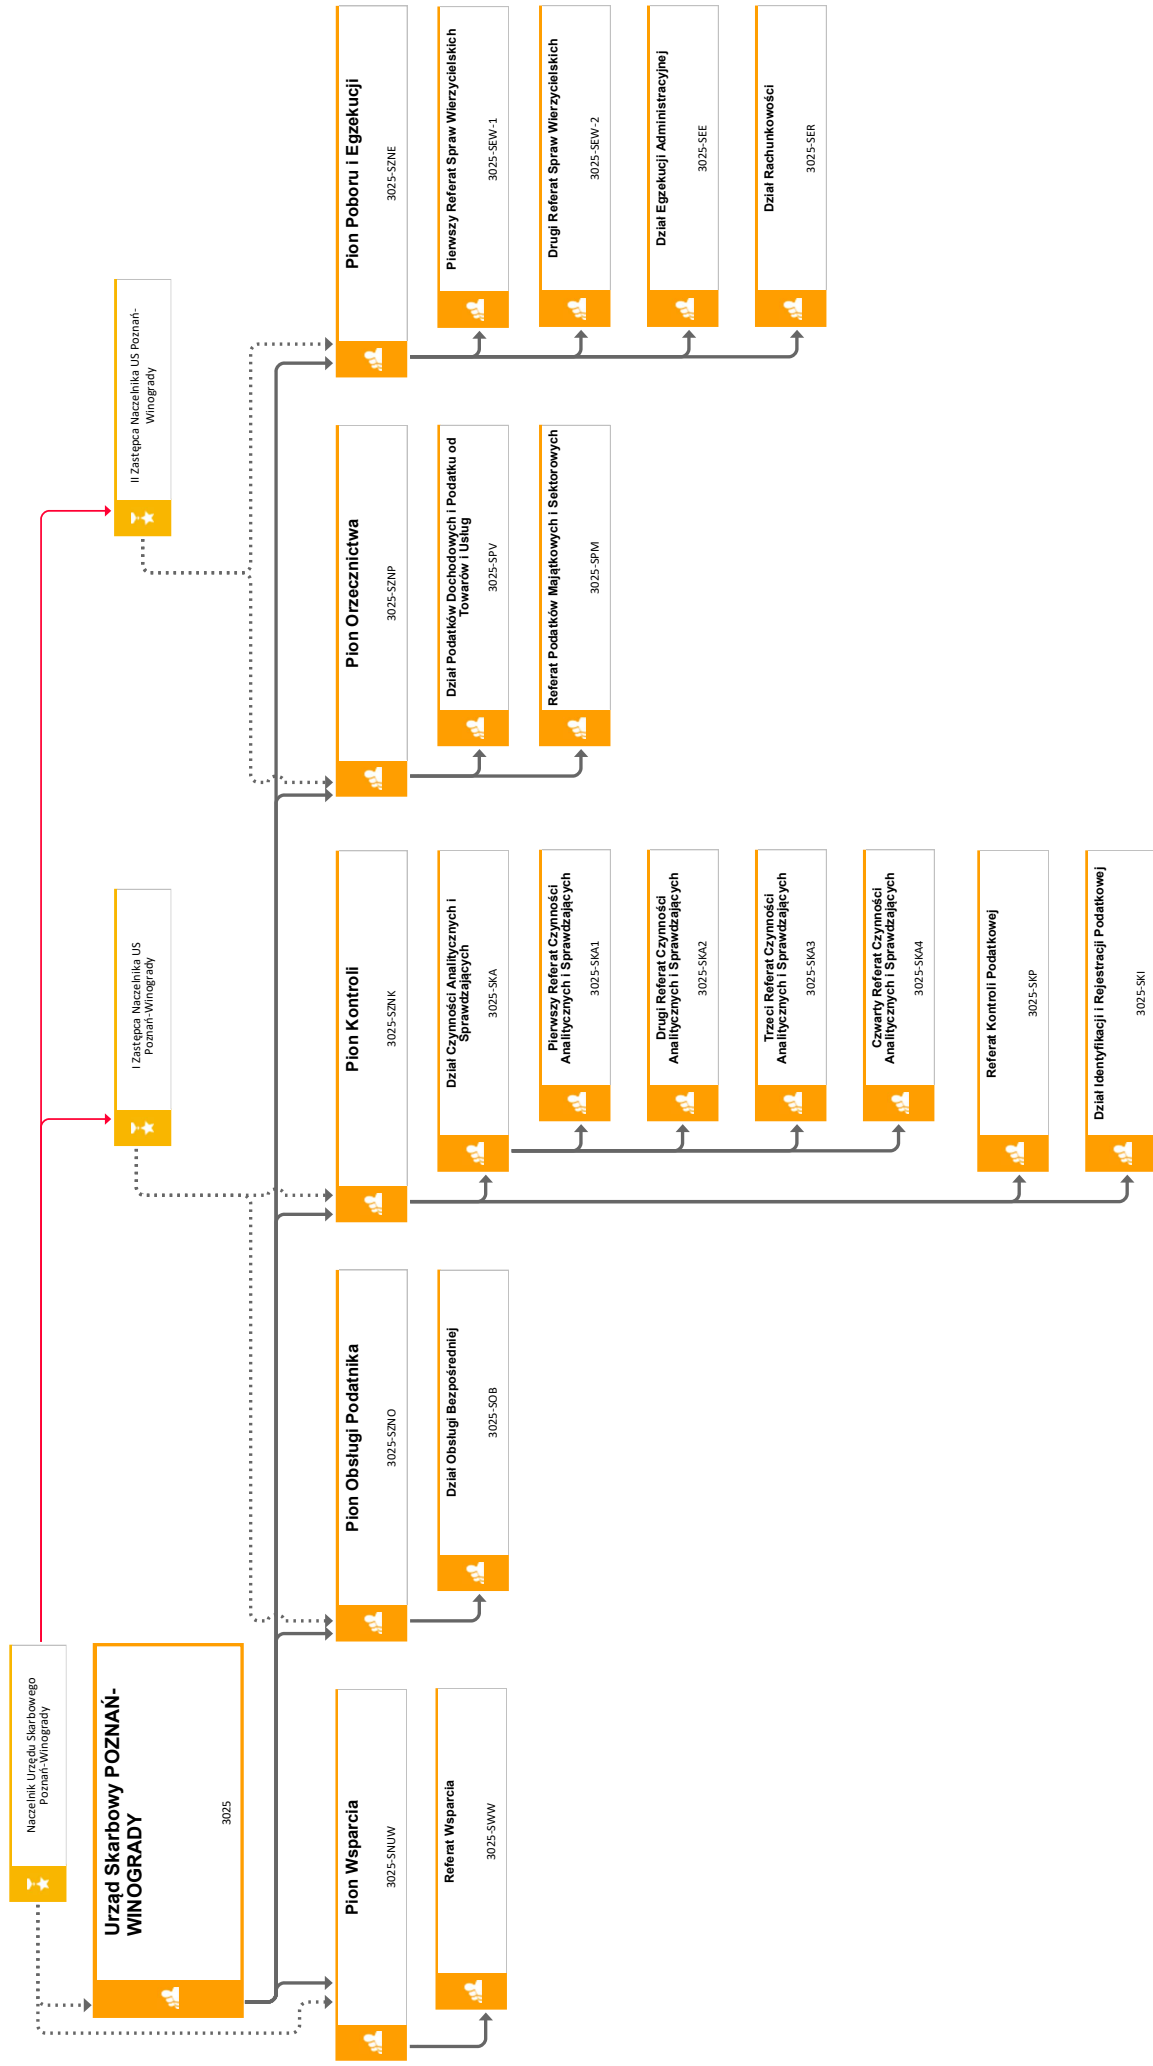 Naczelnik Urzędu Skarbowego
Poznań-Winogrady
I Zastępca Naczelnika US
Poznań-Winogrady
II Zastępca Naczelnika US Poznań-
Winogrady
Urząd Skarbowy POZNAŃ-
WINOGRADY
3025
Pion Wsparcia
3025-SNUW
Referat Wsparcia
3025-SWW
Pion Obsługi Podatnika
3025-SZNO
Dział Obsługi Bezpośredniej
3025-SOB
Pion Kontroli
3025-SZNK
Dział Czynności Analitycznych i
Sprawdzających
3025-SKA
Pierwszy Referat Czynności
Analitycznych i Sprawdzających
3025-SKA1
Drugi Referat Czynności
Analitycznych i Sprawdzających
3025-SKA2
Trzeci Referat Czynności
Analitycznych i Sprawdzających
3025-SKA3
Czwarty Referat Czynności
Analitycznych i Sprawdzających
3025-SKA4
Referat Kontroli Podatkowej
3025-SKP
Dział Identyfikacji i Rejestracji Podatkowej
3025-SKI
Pion Orzecznictwa
3025-SZNP
Dział Podatków Dochodowych i Podatku od
Towarów i Usług
3025-SPV
Referat Podatków Majątkowych i Sektorowych
3025-SPM
Pion Poboru i Egzekucji
3025-SZNE
Pierwszy Referat Spraw Wierzycielskich
3025-SEW-1
Drugi Referat Spraw Wierzycielskich
3025-SEW-2
Dział Egzekucji Administracyjnej
3025-SEE
Dział Rachunkowości
3025-SER